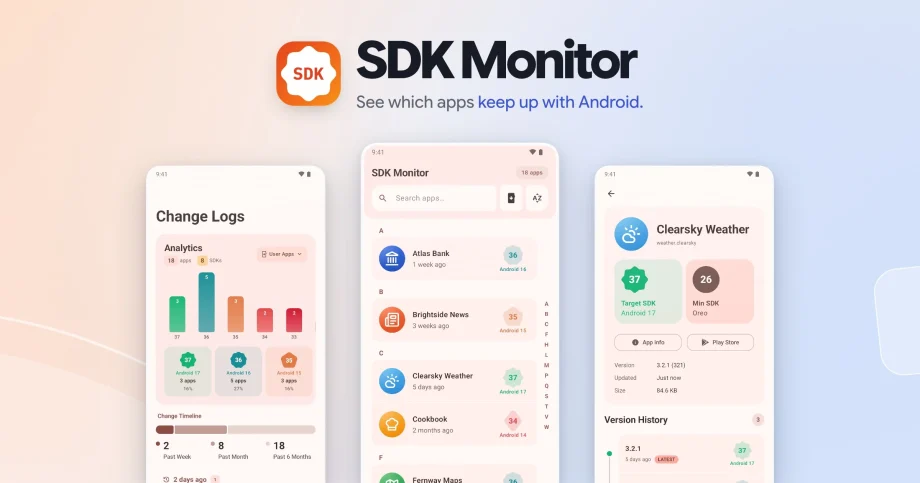 SDK
SDK Monitor
See which apps keep up with Android.
9:41
Change Logs
Analytics
18 apps 8 SDKs
User Apps
3
5
3
37
36
35
34
33
37
Android 17
3 apps
16%
36
Android 16
5 apps
27%
35
3 apps
16%
Change Timeline
2
Past Week
8
Past Month
18
Past 6 Months
2 days ago 1
9:41
SDK Monitor
18 apps
Search apps...
AZ
A
Atlas Bank
1 week ago
36
Android 16
B
Brightside News
3 weeks ago
35
Android 15
C
Clearsky Weather
5 days ago
37
Android 17
Cookbook
2 months ago
34
Android 14
F
Fernway Maps
36
A
B
C
F
H
L
M
P
Q
S
T
V
W
9:41
Clearsky Weather
weather.clearsky
37
Target SDK
Android 17
26
Min SDK
Oreo
App Info
Play Store
Version 3.2.1 (321)
Updated Just now
Size 84.6 KB
Version History
3
3.2.1
5 days ago LATEST
37
Android 17